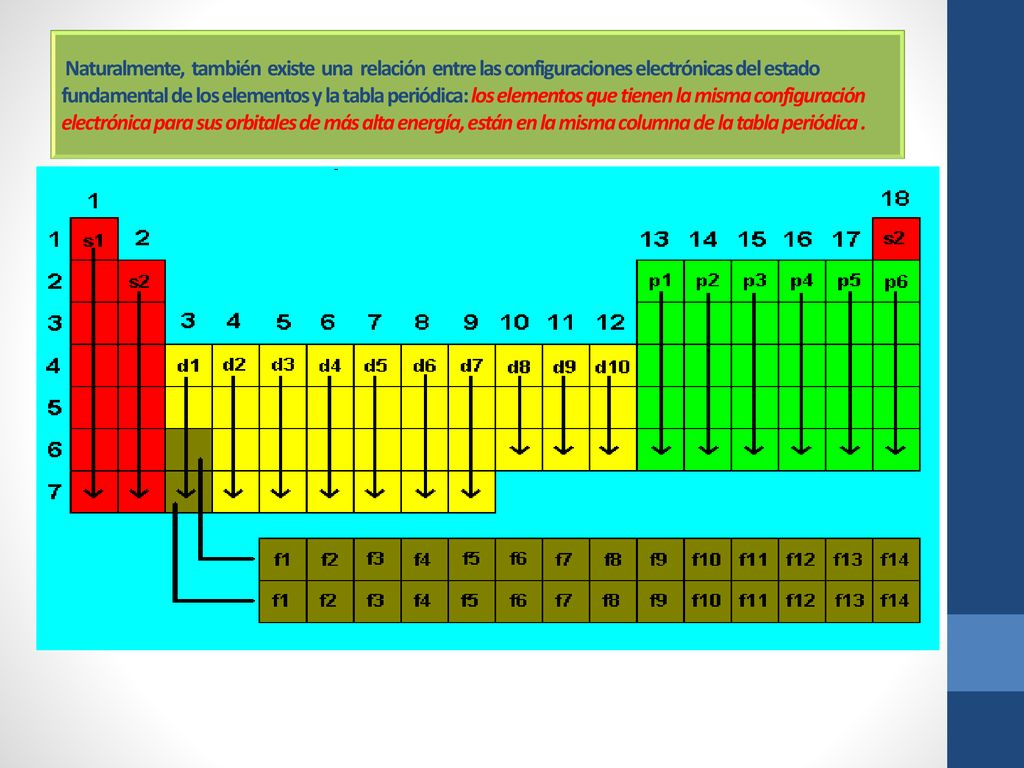 Naturalmente, también existe una relación entre las configuraciones electrónicas del estado
fundamental de los elementos y la tabla periódica: los elementos que tienen la misma configuración
electrónica para sus orbitales de más alta energía, están en la misma columna de la tabla periódica .
1 18
1 s1 2 13 14 15 16 17 s2
2 s2 p1 p2 p3 p4 p5 p6
3 3 4 5 6 7 8 9 10 11 12
4 d1 d2 d3 d4 d5 d6 d7 d8 d9 d10
5
6
7
f1 f2 f3 f4 f5 f6 f7 f8 f9 f10 f11 f12 f13 f14
f1 f2 f3 f4 f5 f6 f7 f8 f9 f10 f11 f12 f13 f14